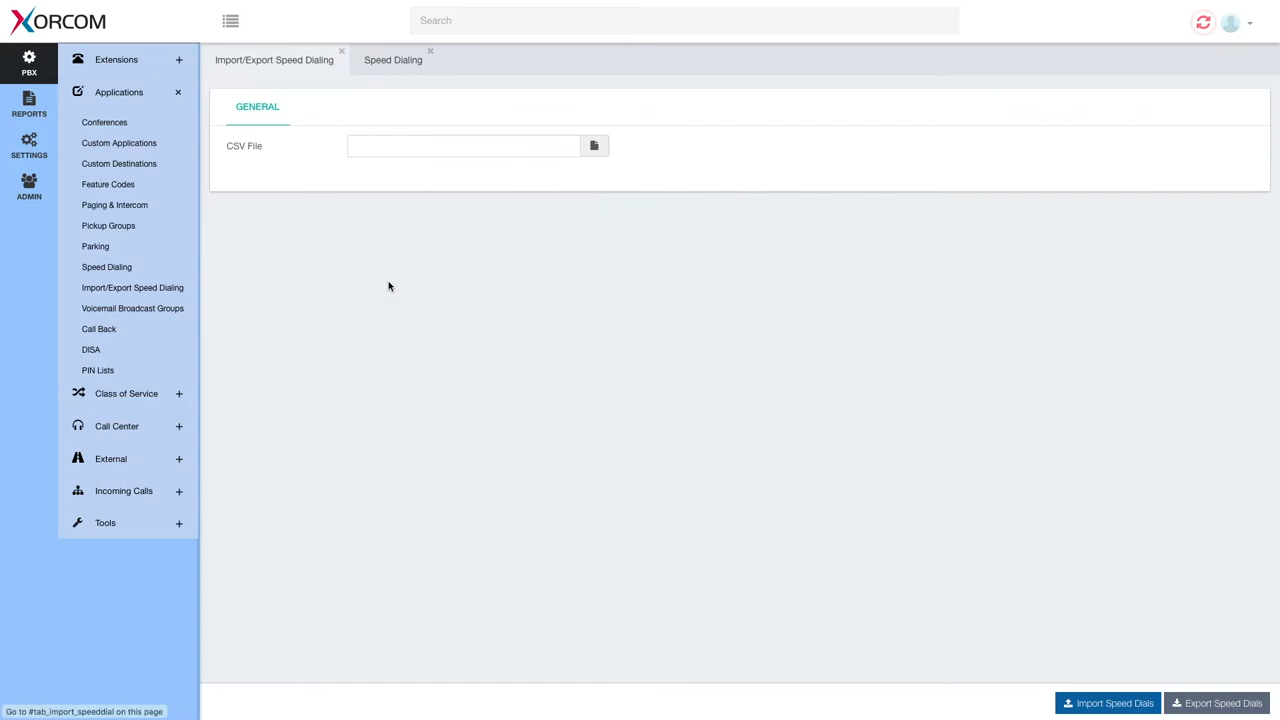 XORCOM
Search
PBX
REPORTS
SETTINGS
ADMIN
Extensions
Applications
Conferences
Custom Applications
Custom Destinations
Feature Codes
Paging & Intercom
Pickup Groups
Parking
Speed Dialing
Import/Export Speed Dialing
Voicemail Broadcast Groups
Call Back
DISA
PIN Lists
Class of Service
Call Center
External
Incoming Calls
Tools
Import/Export Speed Dialing
Speed Dialing
GENERAL
CSV File
Import Speed Dials
Export Speed Dials
Go to #tab_import_speeddial on this page